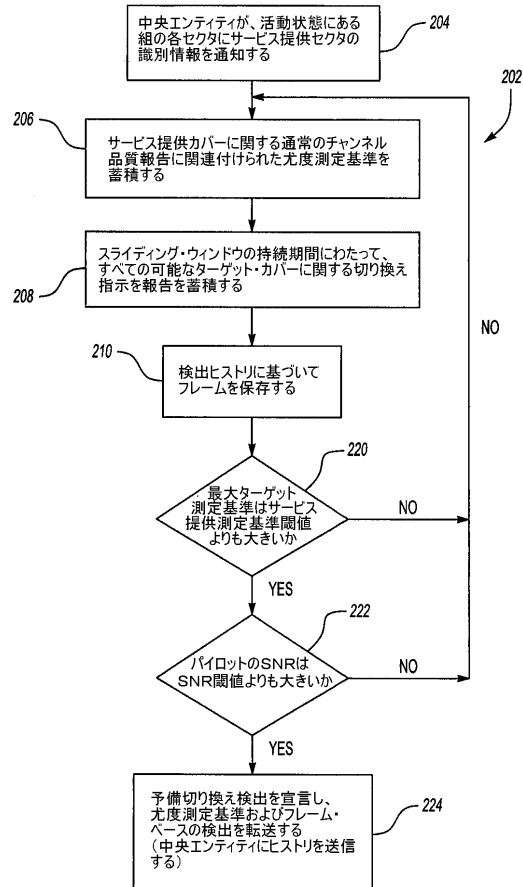 中央エンティティが、活動状態にある
組の各セクタにサービス提供セクタの
識別情報を通知する
204
202
206
サービス提供カバーに関する通常のチャンネル
品質報告に関連付けられた尤度測定基準を
蓄積する
スライディング・ウィンドウの持続期間にわたって、
すべての可能なターゲット・カバーに関する切り換え
指示を報告を蓄積する
208
NO
210
検出ヒストリに基づいて
フレームを保存する
220
最大ターゲット
測定基準はサービス
提供測定基準閾値
よりも大きいか
NO
YES
222
パイロットのSNRは
SNR閾値よりも大きいか
NO
YES
予備切り換え検出を宣言し、
尤度測定基準およびフレーム・
ベースの検出を転送する
(中央エンティティにヒストリを送信
する)
224